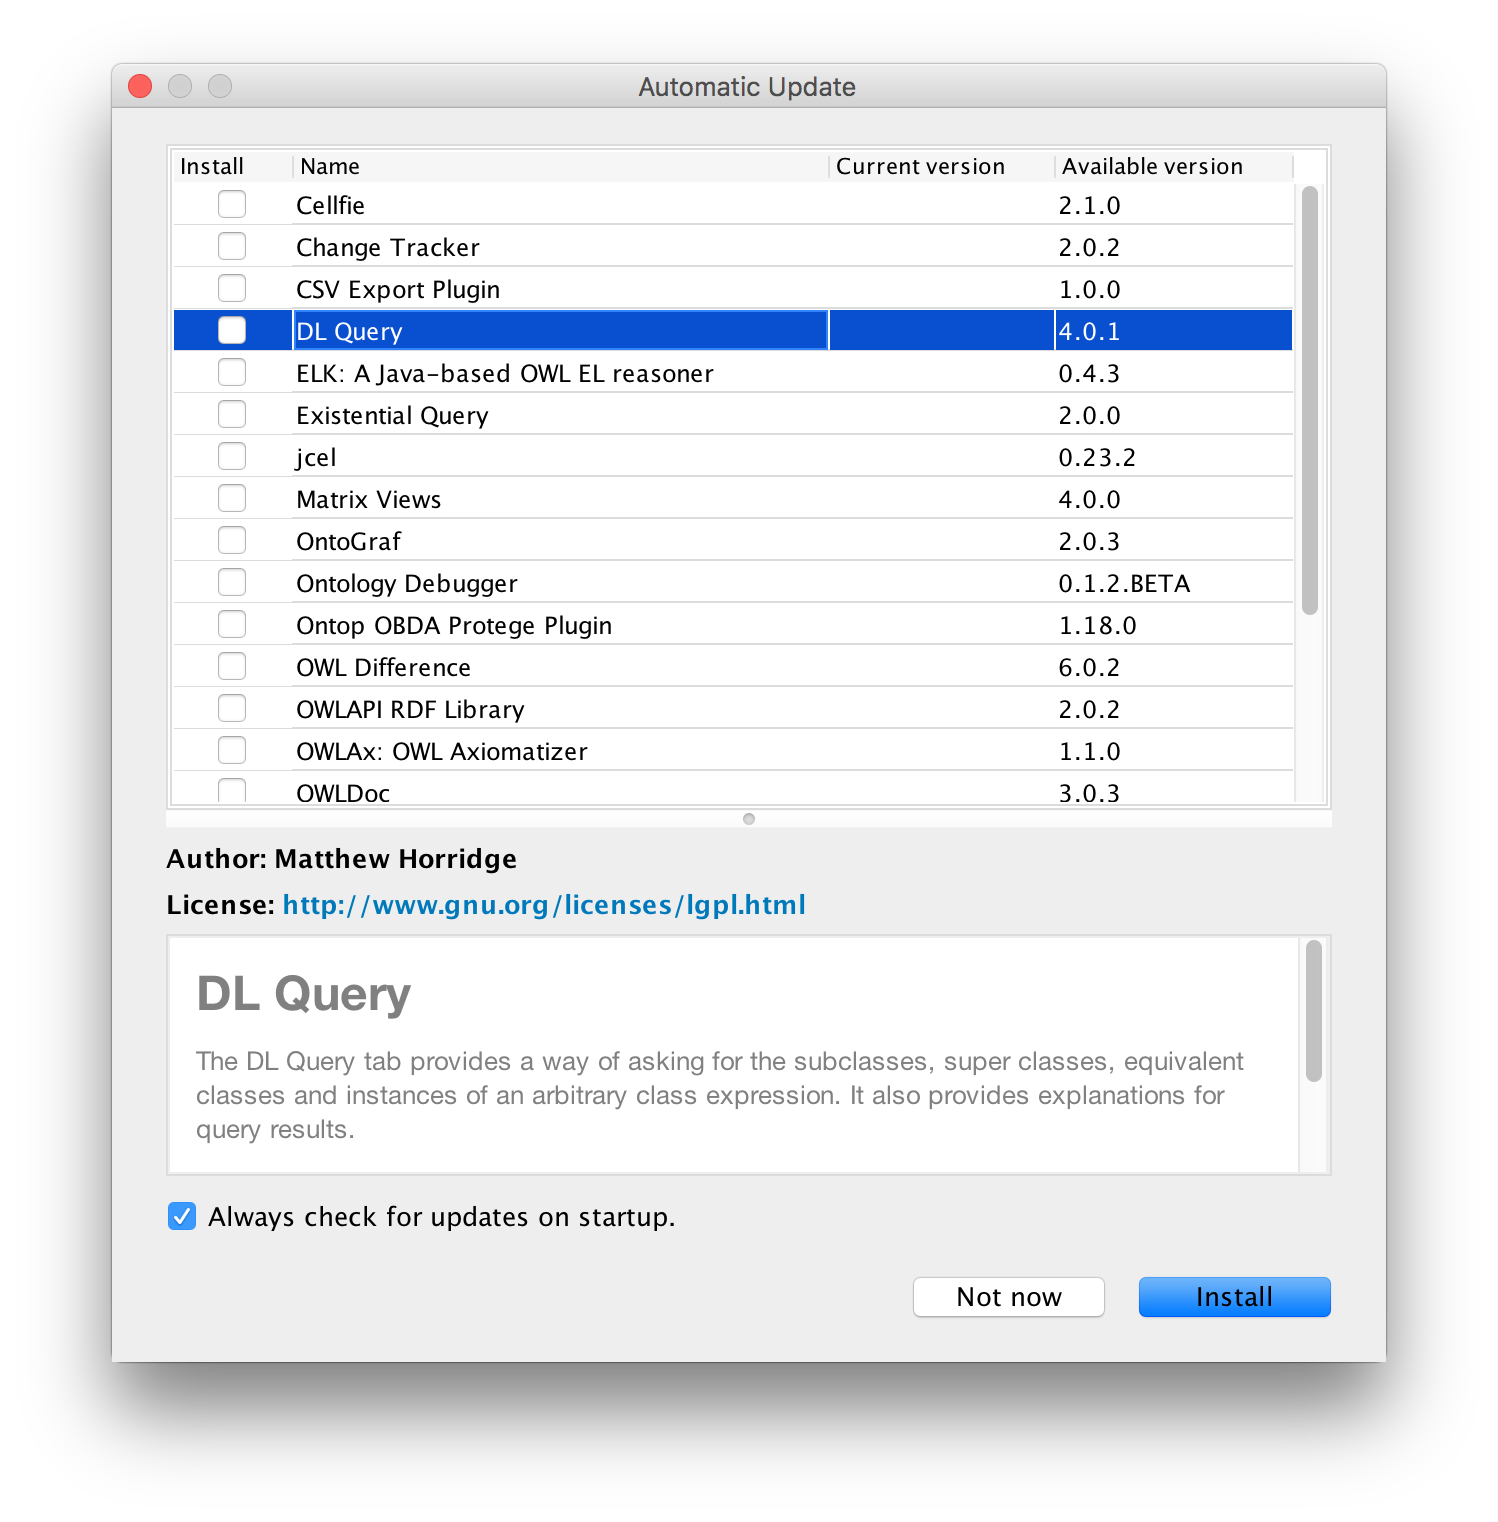 Automatic Update
Install Name Current version Available version
Cellfie 2.1.0
Change Tracker 2.0.2
CSV Export Plugin 1.0.0
DL Query 4.0.1
ELK: A Java-based OWL EL reasoner 0.4.3
Existential Query 2.0.0
jcel 0.23.2
Matrix Views 4.0.0
OntoGraf 2.0.3
Ontology Debugger 0.1.2.BETA
Ontop OBDA Protege Plugin 1.18.0
OWL Difference 6.0.2
OWLAPI RDF Library 2.0.2
OWLAx: OWL Axiomatizer 1.1.0
OWLDoc 3.0.3
Author: Matthew Horridge
License: http://www.gnu.org/licenses/lgpl.html
DL Query
The DL Query tab provides a way of asking for the subclasses, super classes, equivalent
classes and instances of an arbitrary class expression. It also provides explanations for
query results.
Always check for updates on startup.
Not now Install